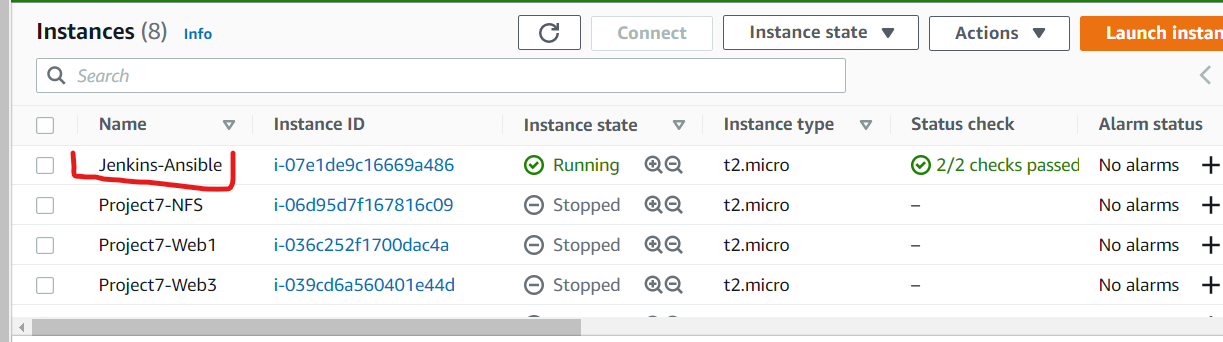 Instances (8) Info Connect Instance state Actions Launch instan
Search
Name Instance ID Instance state Instance type Status check Alarm status
Jenkins-Ansible i-07e1de9c16669a486 Running t2.micro 2/2 checks passed No alarms +
Project7-NFS i-06d95d7f167816c09 Stopped t2.micro – No alarms +
Project7-Web1 i-036c252f1700dac4a Stopped t2.micro – No alarms +
Project7-Web3 i-039cd6a560401e44d Stopped t2.micro – No alarms +